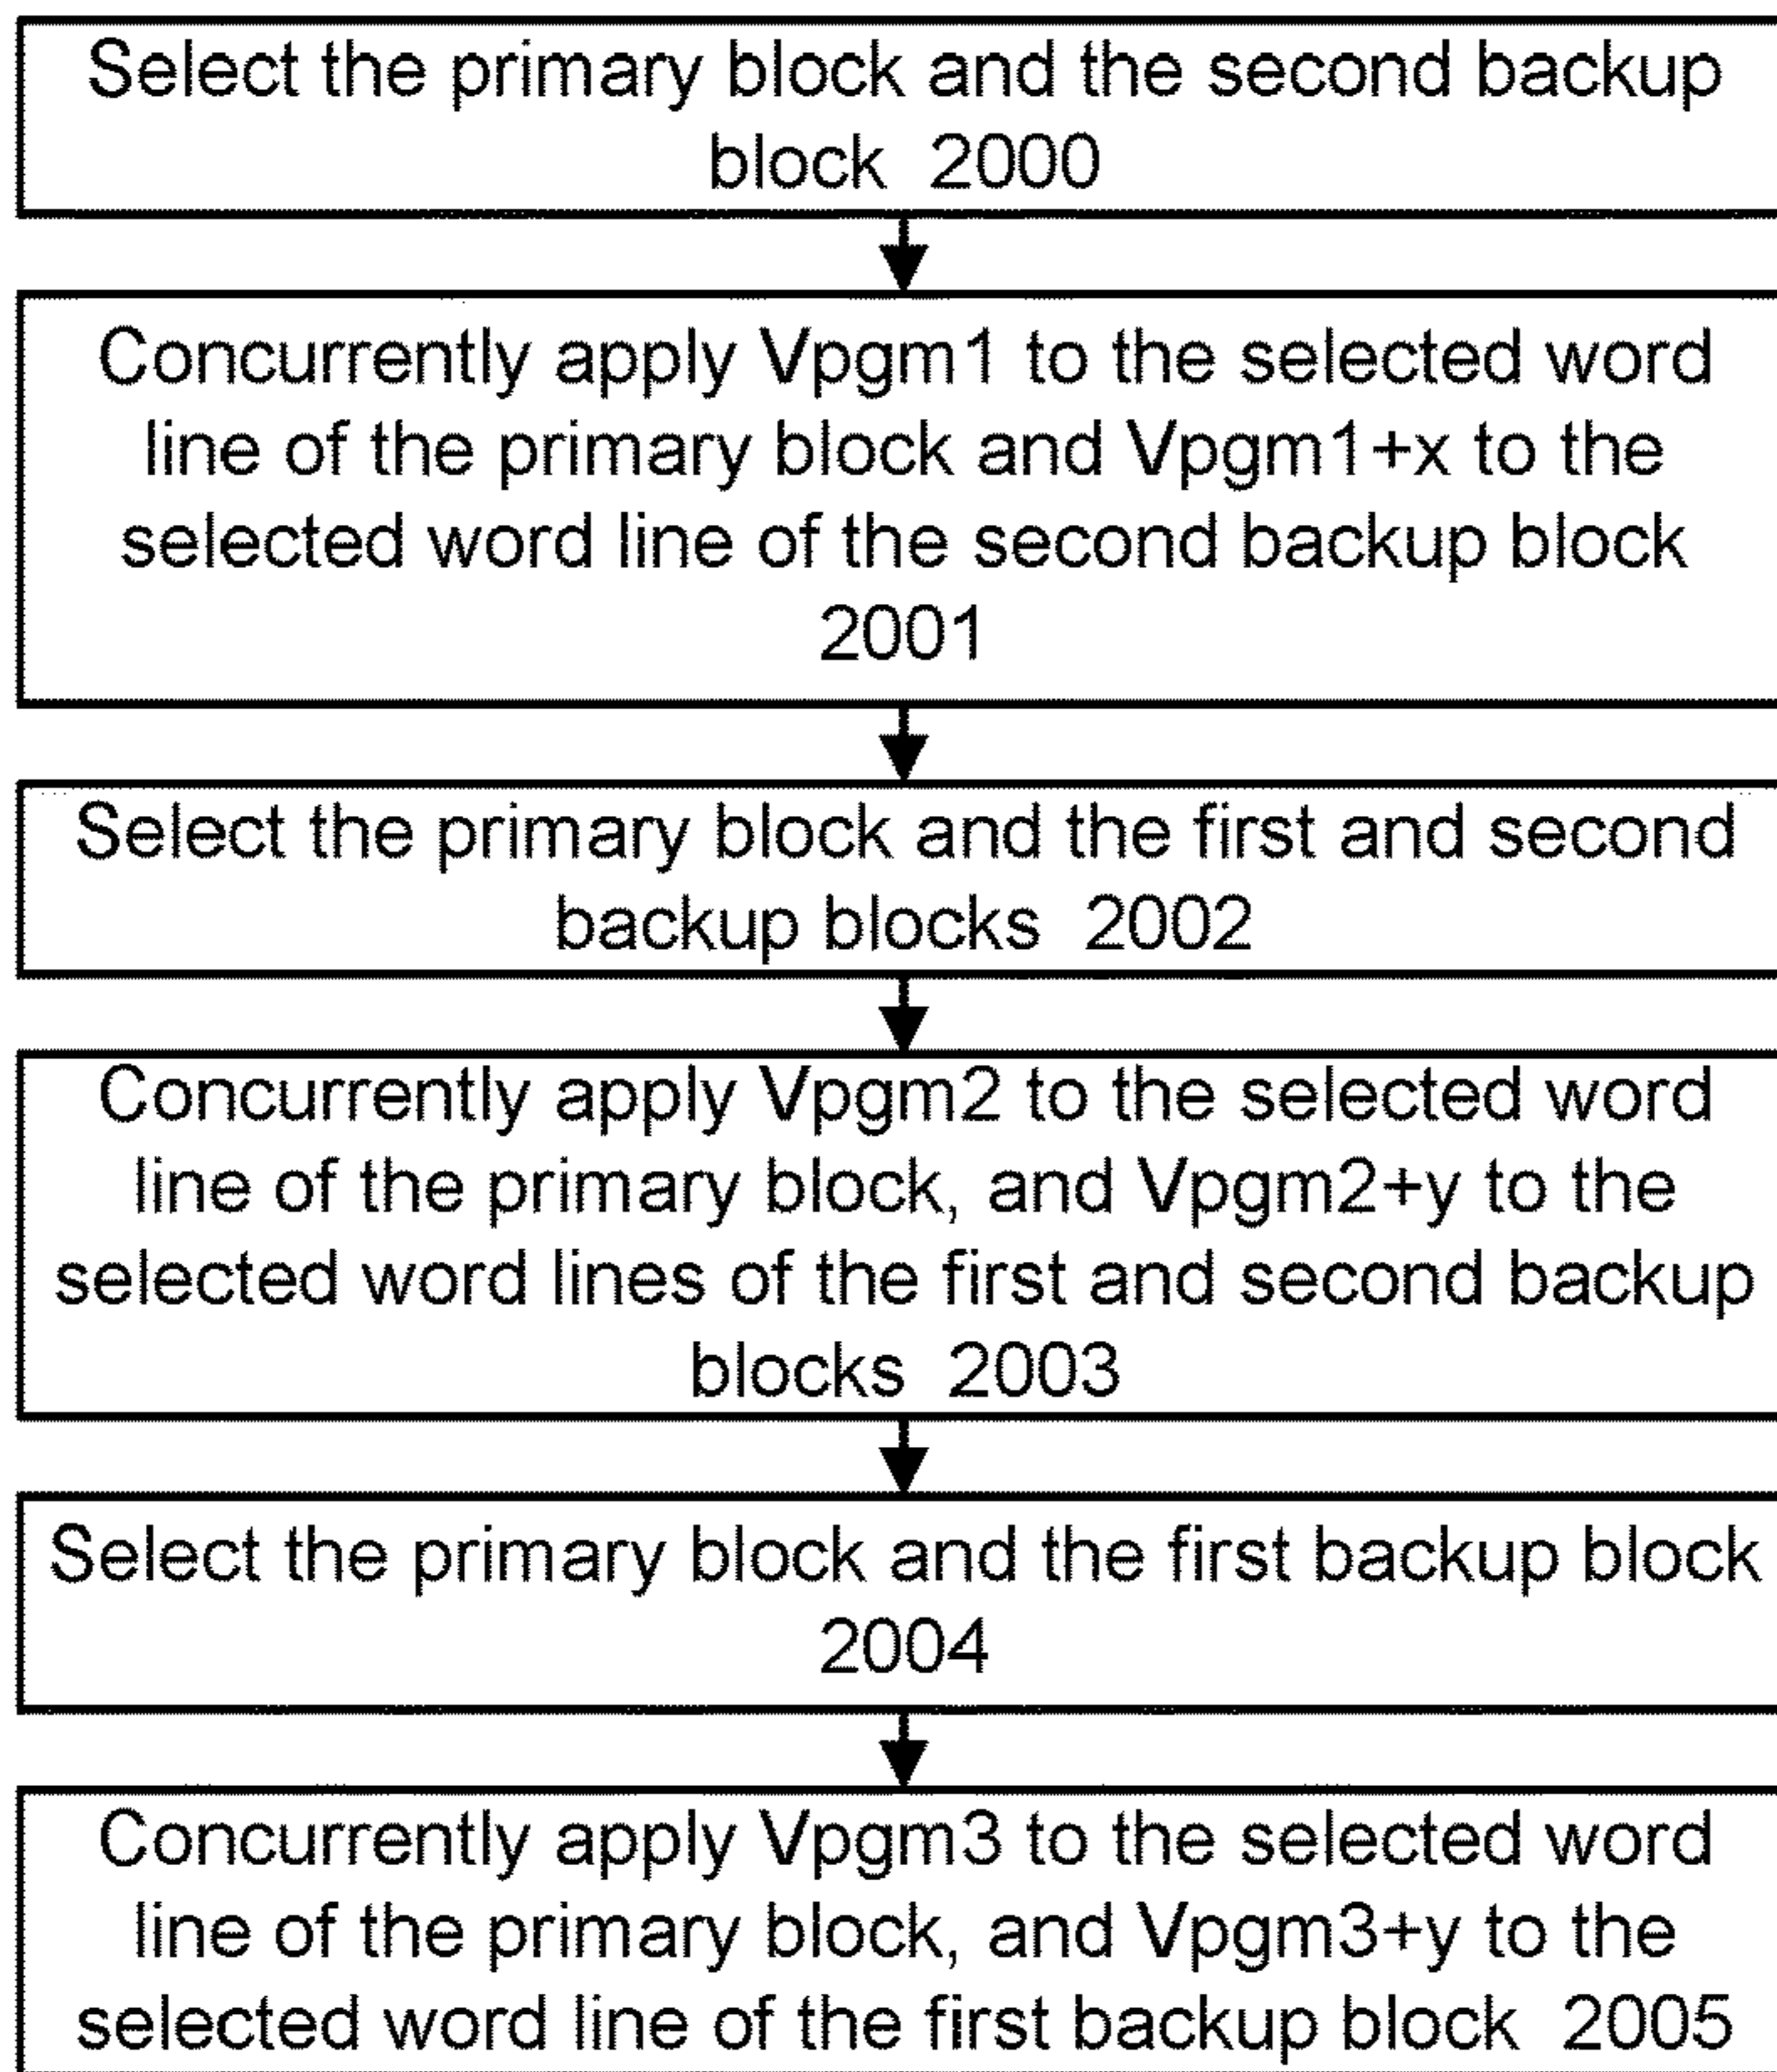 Select the primary block and the second backup
block 2000
Concurrently apply Vpgm1 to the selected word
line of the primary block and Vpgm1+x to the
selected word line of the second backup block
2001
Select the primary block and the first and second
backup blocks 2002
Concurrently apply Vpgm2 to the selected word
line of the primary block, and Vpgm2+y to the
selected word lines of the first and second backup
blocks 2003
Select the primary block and the first backup block
2004
Concurrently apply Vpgm3 to the selected word
line of the primary block, and Vpgm3+y to the
selected word line of the first backup block 2005